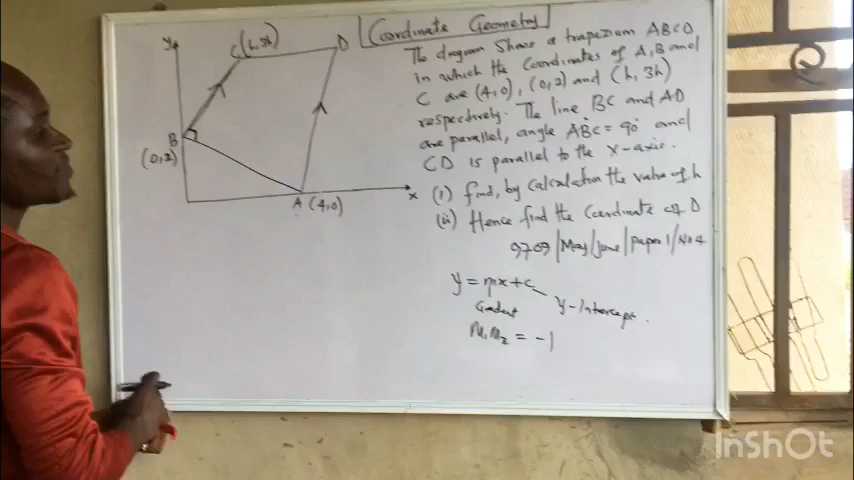 Coordinate Geometry
The diagram shows a trapezium ABCD,
in which the coordinates of A, B and
C are (4,0), (0,2) and (h, 3h)
respectively. The line BC and AD
are parallel, angle ABC = 90° and
CD is parallel to the x-axis.
(i) find, by calculation the value of h
(ii) Hence find the Coordinate of D
9709/May/June/Paper 1/No 4
y = mx + c
Gradient
y-Intercept.
M₁M₂ = -1
y
C(h, 3h)
D
B
(0,2)
A (4,0)
x
InShOt